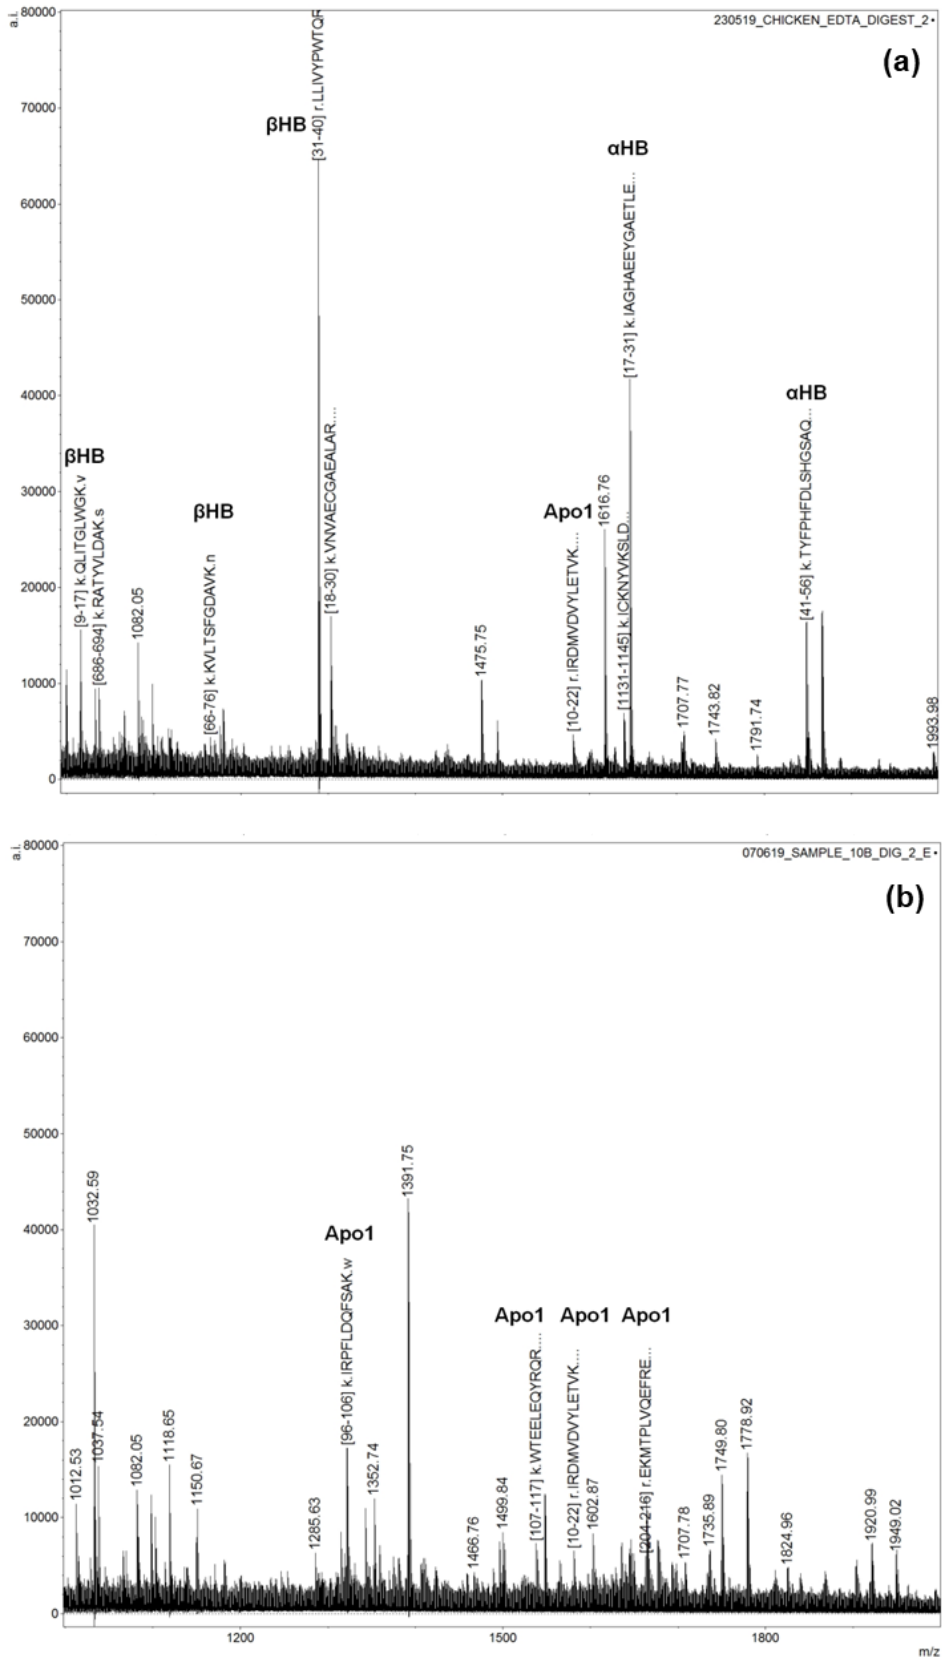 a.i.
80000
230519_CHICKEN_EDTA_DIGEST_2
(a)
70000
βHB
[31-40] r.LLIVYPWTQR
αHB
60000
[17-31] k.IAGHAEEYGAETLE...
50000
40000
αHB
[41-56] k.TYFPHFDLSHGSAQ...
βHB
[9-17] k.QLITGLWGK.v
[686-694] k.RATYVLDAK.s
1082.05
βHB
[66-76] k.KVLTSFGDAVK.n
[18-30] k.VNVAECGAEALAR...
1475.75
Apo1
[10-22] r.IRDMVDVYLETVK...
1616.76
[1131-1145] k.ICKNYVKSLD...
1707.77
1743.82
1791.74
1993.98
30000
20000
10000
0
a.i.
80000
070619_SAMPLE_10B_DIG_2_E
(b)
70000
60000
50000
40000
30000
20000
10000
0
1012.53
1032.59
1037.54
1082.05
1118.65
1150.67
1285.63
Apo1
[96-106] k.IRPFLDQFSAK.w
1352.74
1391.75
1466.76
1499.84
Apo1
[107-117] k.WTEEELEQYRQR...
Apo1
[10-22] r.IRDMVDVYLETVK...
1602.87
Apo1
[204-216] r.EKMTPLVQEFRE...
1707.78
1735.89
1749.80
1778.92
1824.96
1920.99
1949.02
1200
1500
1800
m/z